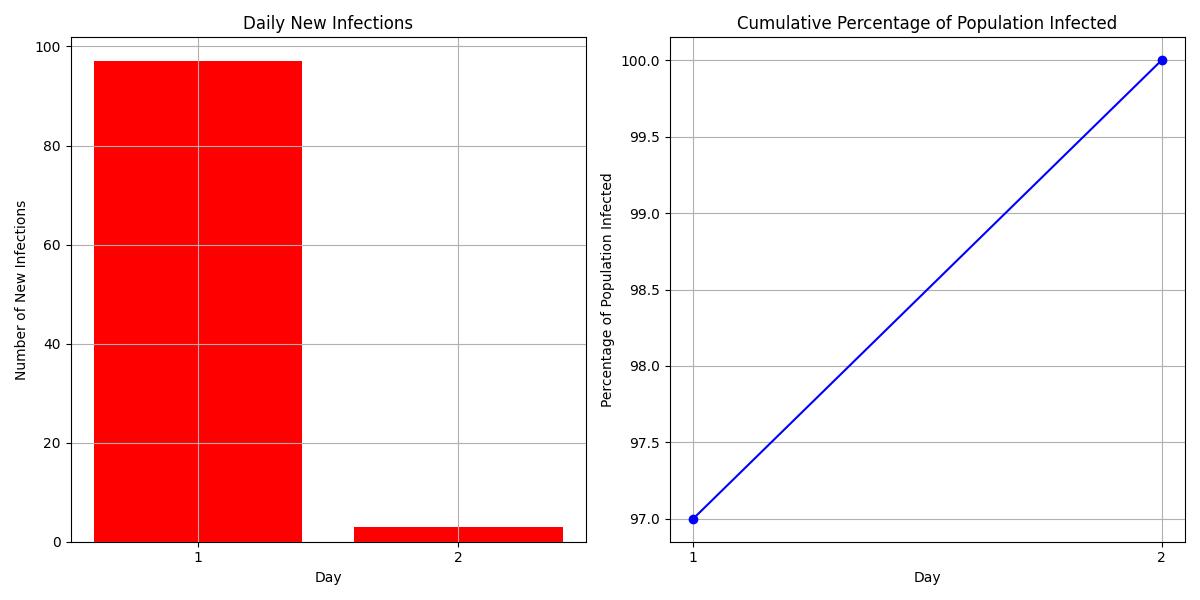 Daily New Infections
100
80
60
40
20
0
Number of New Infections
1 2
Day
Cumulative Percentage of Population Infected
100.0
99.5
99.0
98.5
98.0
97.5
97.0
Percentage of Population Infected
1 2
Day